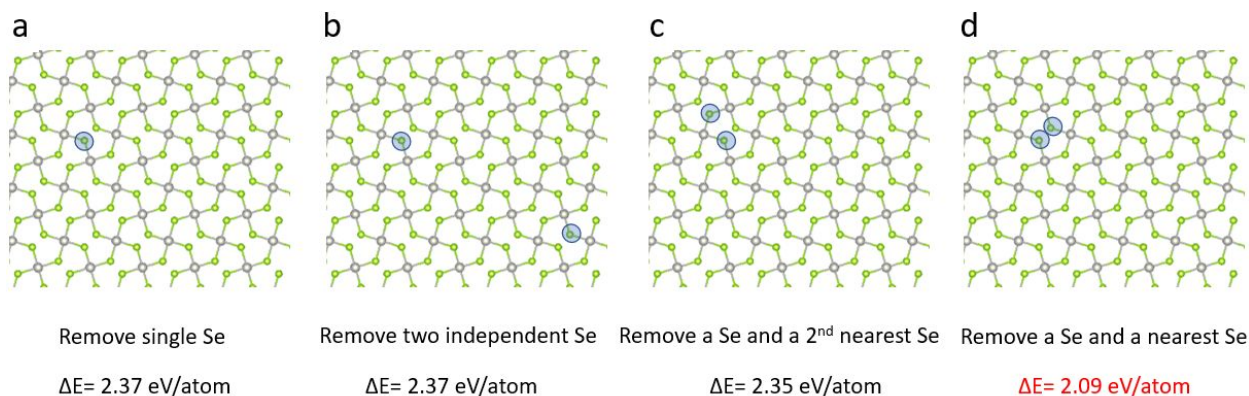 a
b
c
d
Remove single Se
Remove two independent Se
Remove a Se and a 2nd nearest Se
Remove a Se and a nearest Se
ΔE= 2.37 eV/atom
ΔE= 2.37 eV/atom
ΔE= 2.35 eV/atom
ΔE= 2.09 eV/atom